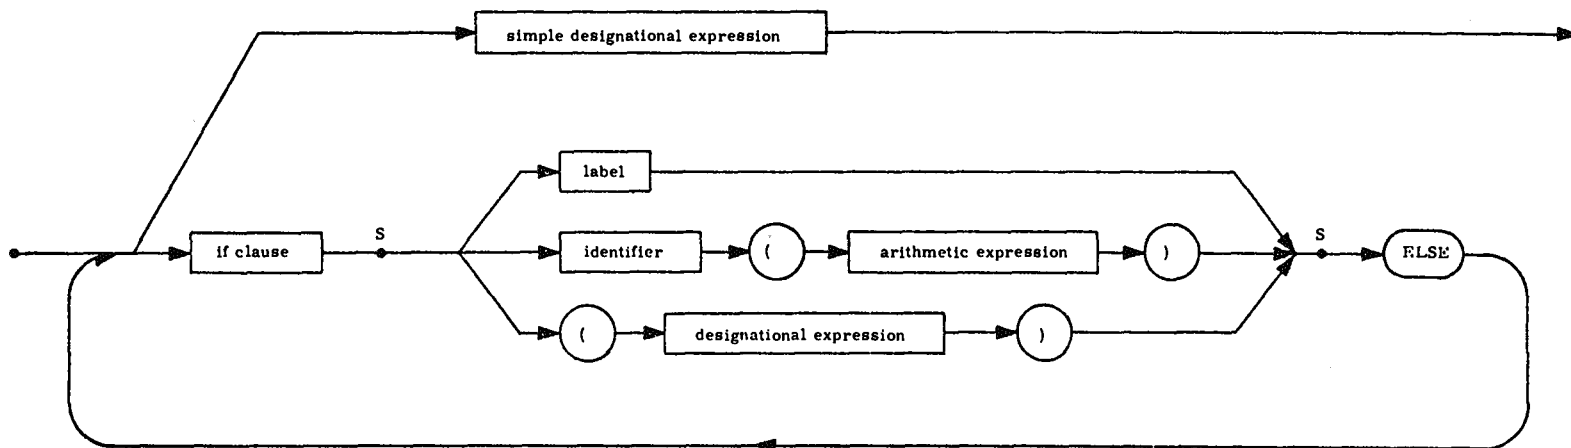 simple designational expression
label
if clause S identifier ( arithmetic expression ) S ELSE
( designational expression )